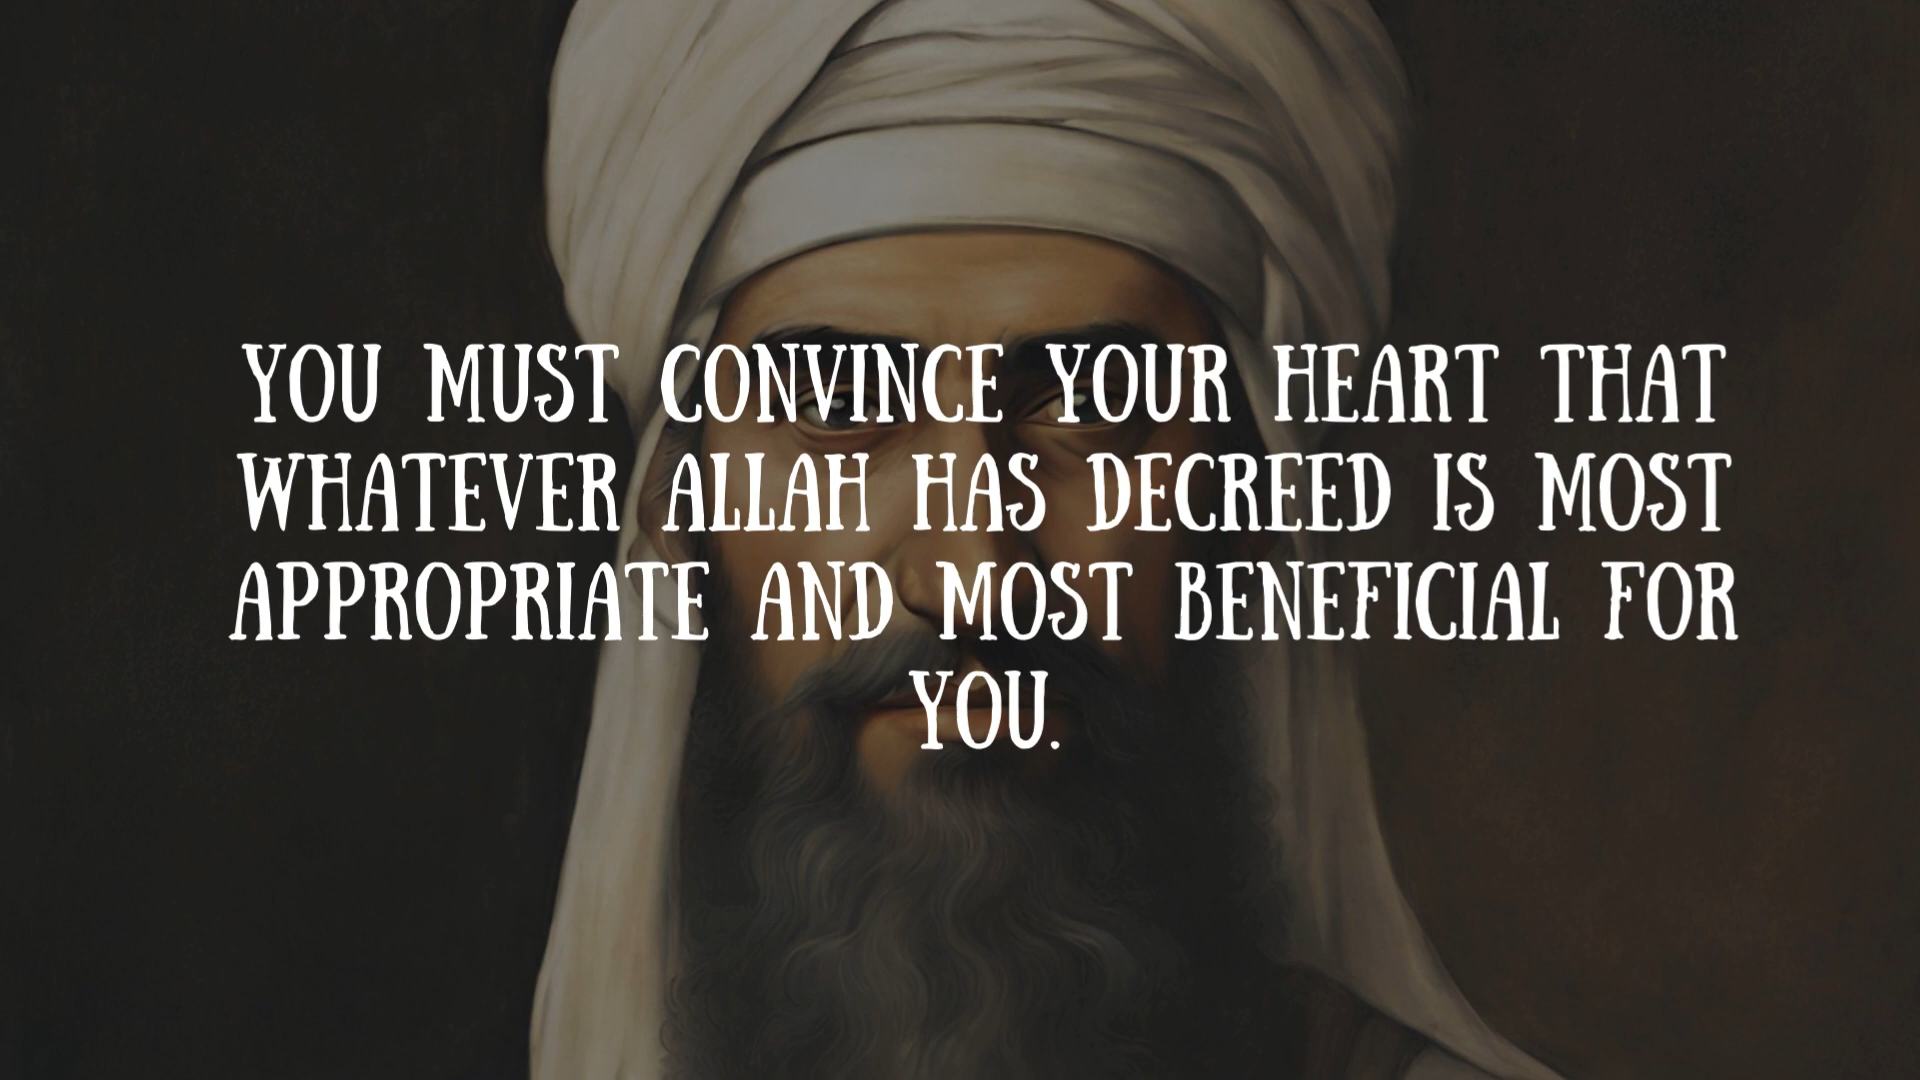 YOU MUST CONVINCE YOUR HEART THAT
WHATEVER ALLAH HAS DECREED IS MOST
APPROPRIATE AND MOST BENEFICIAL FOR
YOU.